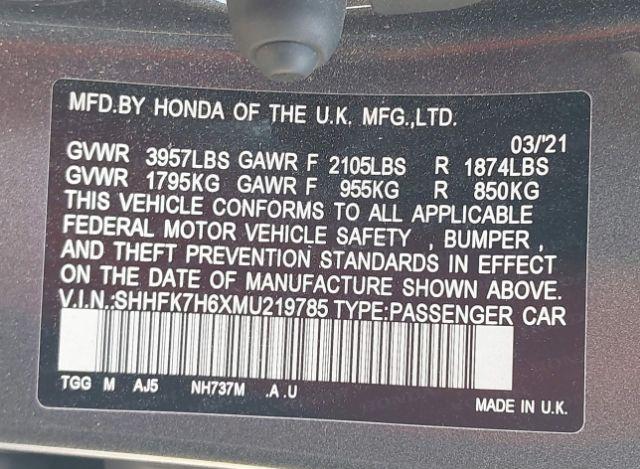 MFD.BY HONDA OF THE U.K. MFG.,LTD.
03/'21
GVWR 3957LBS GAWR F 2105LBS R 1874LBS
GVWR 1795KG GAWR F 955KG R 850KG
THIS VEHICLE CONFORMS TO ALL APPLICABLE
FEDERAL MOTOR VEHICLE SAFETY , BUMPER ,
AND THEFT PREVENTION STANDARDS IN EFFECT
ON THE DATE OF MANUFACTURE SHOWN ABOVE.
V.I.N.:SHHFK7H6XMU219785 TYPE:PASSENGER CAR
TGG M AJ5 NH737M .A .U
MADE IN U.K.